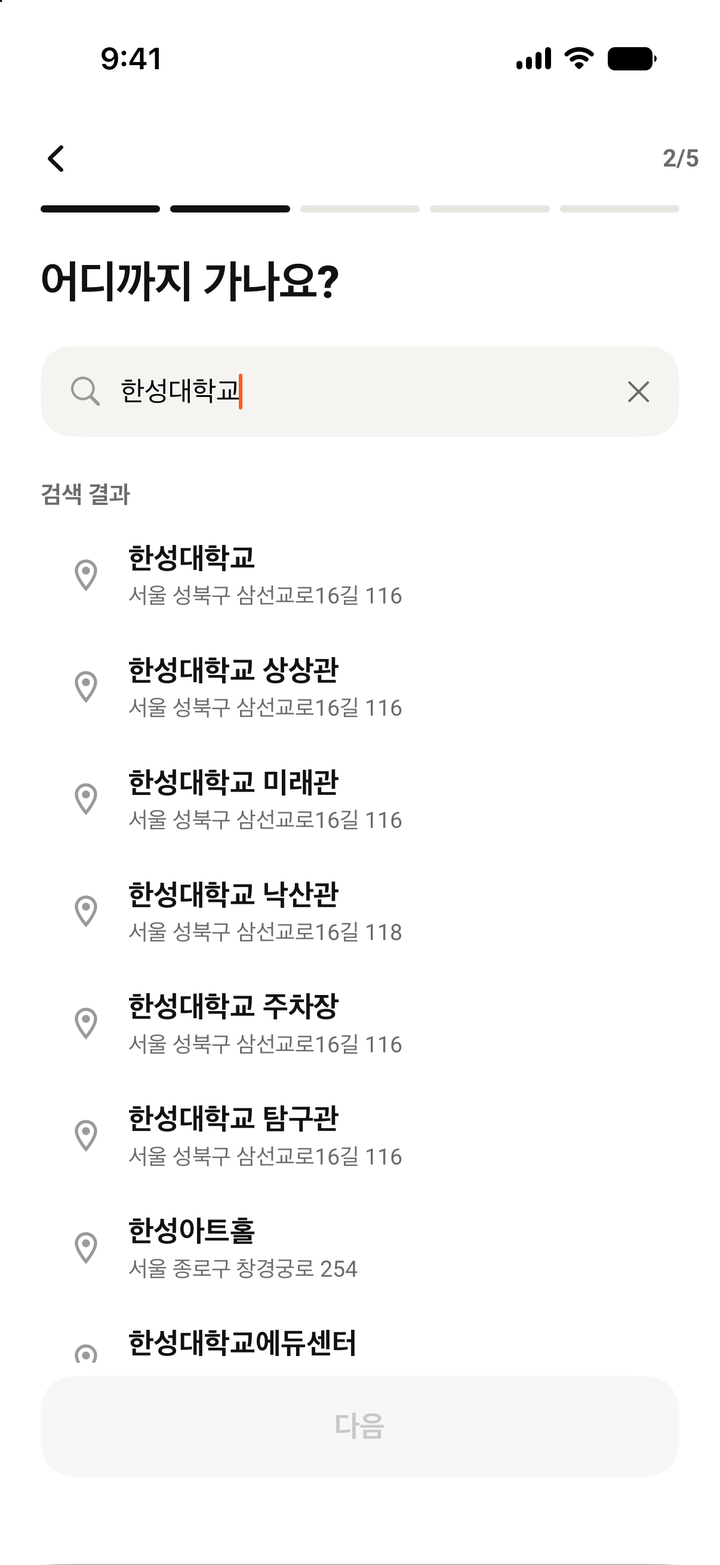 9:41
2/5
어디까지 가나요?
한성대학교
검색 결과
한성대학교
서울 성북구 삼선교로16길 116
한성대학교 상상관
서울 성북구 삼선교로16길 116
한성대학교 미래관
서울 성북구 삼선교로16길 116
한성대학교 낙산관
서울 성북구 삼선교로16길 118
한성대학교 주차장
서울 성북구 삼선교로16길 116
한성대학교 탐구관
서울 성북구 삼선교로16길 116
한성아트홀
서울 종로구 창경궁로 254
한성대학교에듀센터
다음